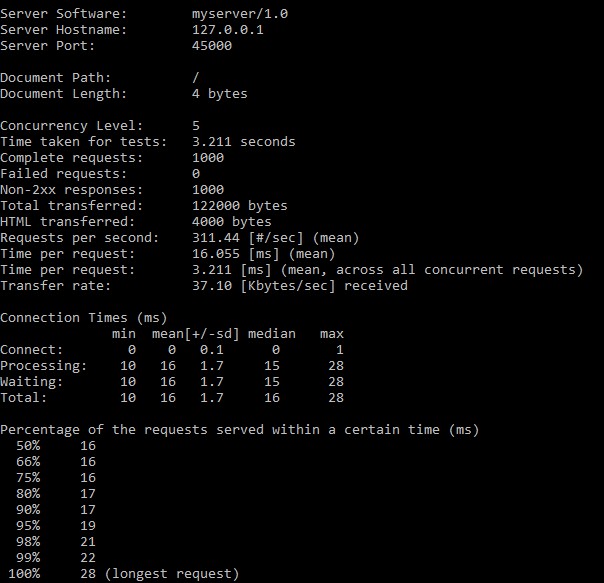 Server Software:        myserver/1.0
Server Hostname:        127.0.0.1
Server Port:            45000

Document Path:          /
Document Length:        4 bytes

Concurrency Level:      5
Time taken for tests:   3.211 seconds
Complete requests:      1000
Failed requests:        0
Non-2xx responses:      1000
Total transferred:      122000 bytes
HTML transferred:       4000 bytes
Requests per second:    311.44 [#/sec] (mean)
Time per request:       16.055 [ms] (mean)
Time per request:       3.211 [ms] (mean, across all concurrent requests)
Transfer rate:          37.10 [Kbytes/sec] received

Connection Times (ms)
              min  mean[+/-sd] median   max
Connect:        0    0   0.1      0       1
Processing:    10   16   1.7     15      28
Waiting:       10   16   1.7     15      28
Total:         10   16   1.7     16      28

Percentage of the requests served within a certain time (ms)
  50%     16
  66%     16
  75%     16
  80%     17
  90%     17
  95%     19
  98%     21
  99%     22
 100%     28 (longest request)